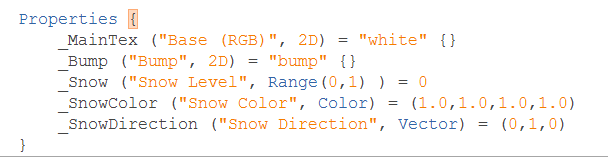 Properties {
_MainTex ("Base (RGB)", 2D) = "white" {}
_Bump ("Bump", 2D) = "bump" {}
_Snow ("Snow Level", Range(0,1) ) = 0
_SnowColor ("Snow Color", Color) = (1.0,1.0,1.0,1.0)
_SnowDirection ("Snow Direction", Vector) = (0,1,0)
}